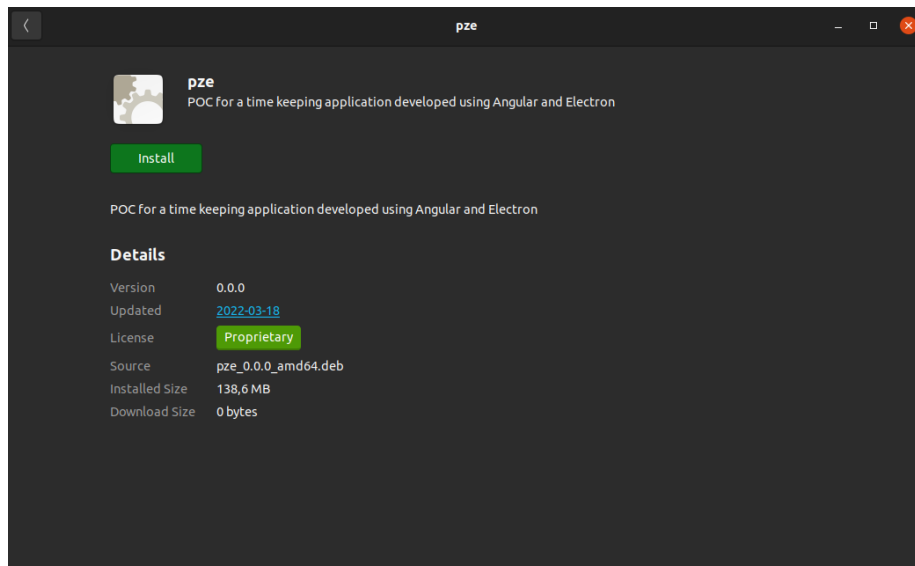 pze
pze
POC for a time keeping application developed using Angular and Electron
Install
POC for a time keeping application developed using Angular and Electron
Details
Version 0.0.0
Updated 2022-03-18
License Proprietary
Source pze_0.0.0_amd64.deb
Installed Size 138,6 MB
Download Size 0 bytes